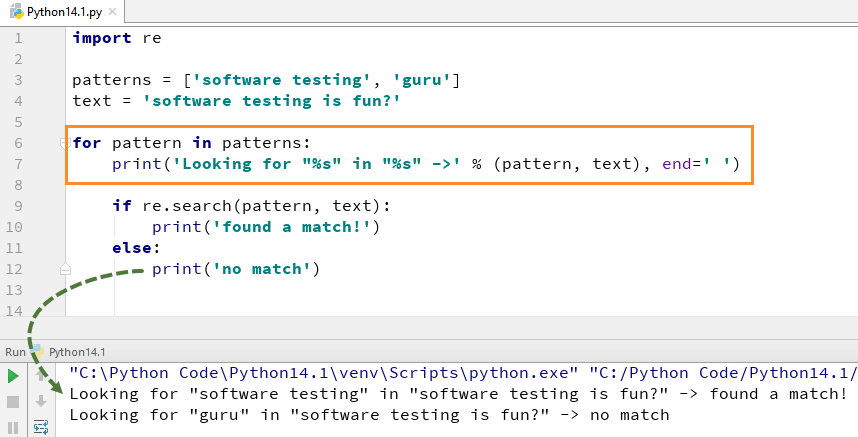 Python14.1.py
1 import re
2
3 patterns = ['software testing', 'guru']
4 text = 'software testing is fun?'
5
6 for pattern in patterns:
7     print('Looking for "%s" in "%s" ->' % (pattern, text), end=' ')
8
9     if re.search(pattern, text):
10         print('found a match!')
11     else:
12         print('no match')
13
14
Run Python14.1
"C:\Python Code\Python14.1\venv\Scripts\python.exe" "C:/Python Code/Python14.1/
Looking for "software testing" in "software testing is fun?" -> found a match!
Looking for "guru" in "software testing is fun?" -> no match